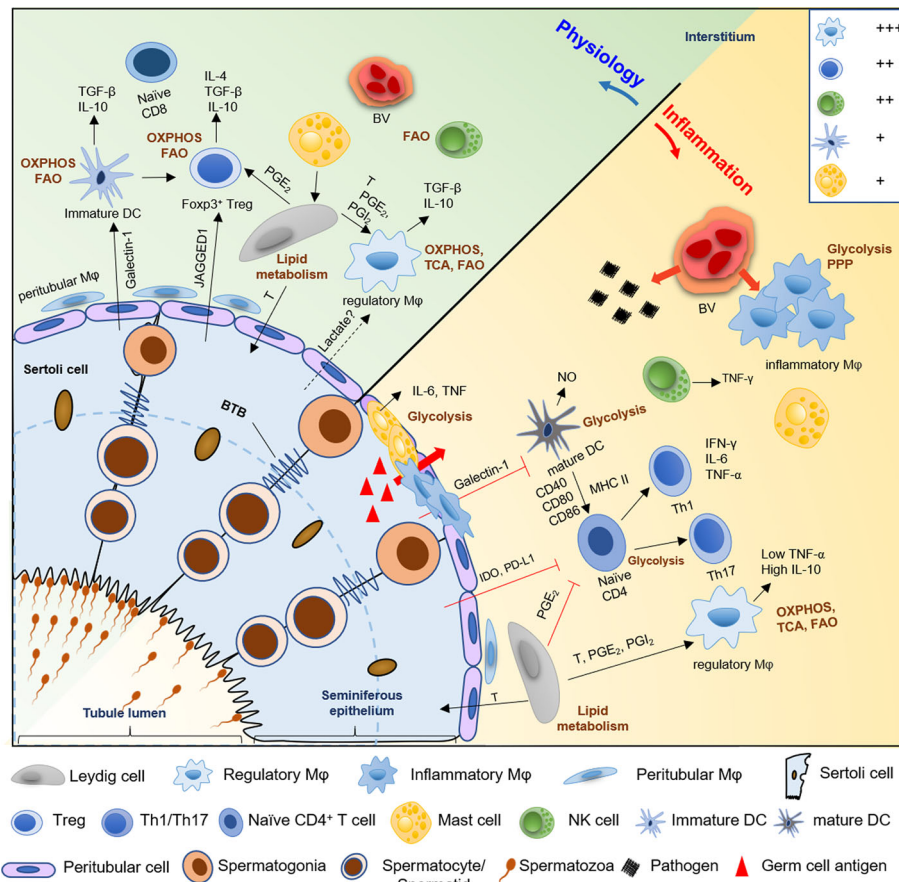 Physiology
Interstitium
Inflammation
+++
++
++
+
+
TGF-β
IL-10
Naïve
CD8
IL-4
TGF-β
IL-10
BV
FAO
OXPHOS
FAO
OXPHOS
FAO
Immature DC
Foxp3⁺ Treg
PGE₂
T
PGE₂,
PGI₂
TGF-β
IL-10
OXPHOS,
TCA, FAO
Lipid
metabolism
regulatory Mφ
peritubular Mφ
Galectin-1
JAGGED1
T
Lactate?
Sertoli cell
BTB
BV
Glycolysis
PPP
inflammatory Mφ
TNF-γ
IL-6, TNF
Glycolysis
NO
Glycolysis
mature DC
Galectin-1
CD40
CD80
CD86
MHC II
IFN-γ
IL-6
TNF-α
Th1
Glycolysis
Th17
Naïve
CD4
IDO, PD-L1
PGE₂
Low TNF-α
High IL-10
OXPHOS,
TCA, FAO
regulatory Mφ
T, PGE₂, PGI₂
T
Lipid
metabolism
Tubule lumen
Seminiferous
epithelium
Leydig cell
Regulatory Mφ
Inflammatory Mφ
Peritubular Mφ
Sertoli cell
Treg
Th1/Th17
Naïve CD4⁺ T cell
Mast cell
NK cell
Immature DC
mature DC
Peritubular cell
Spermatogonia
Spermatocyte/
Spermatozoa
Pathogen
Germ cell antigen